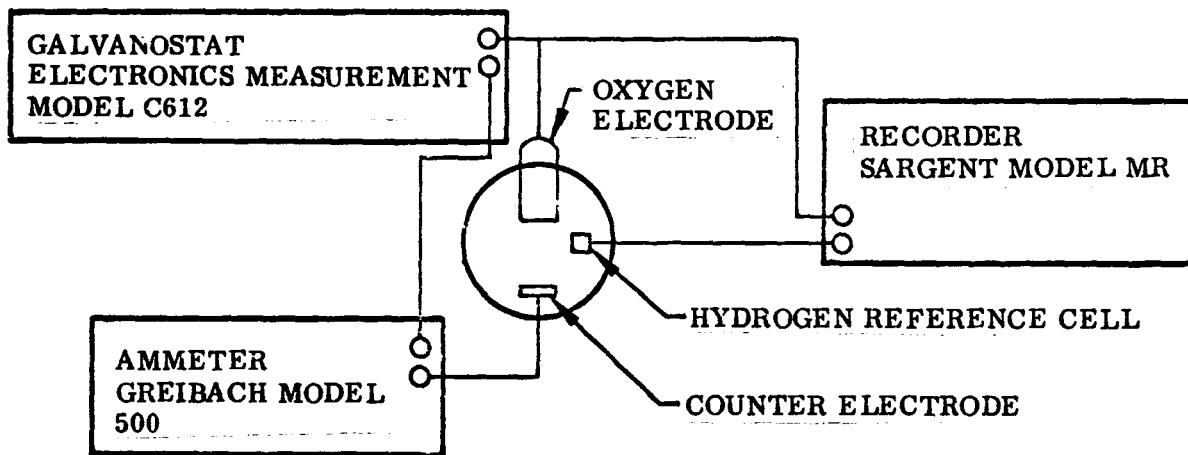 GALVANOSTAT
ELECTRONICS MEASUREMENT
MODEL C612
OXYGEN
ELECTRODE
RECORDER
SARGENT MODEL MR
HYDROGEN REFERENCE CELL
AMMETER
GREIBACH MODEL
500
COUNTER ELECTRODE